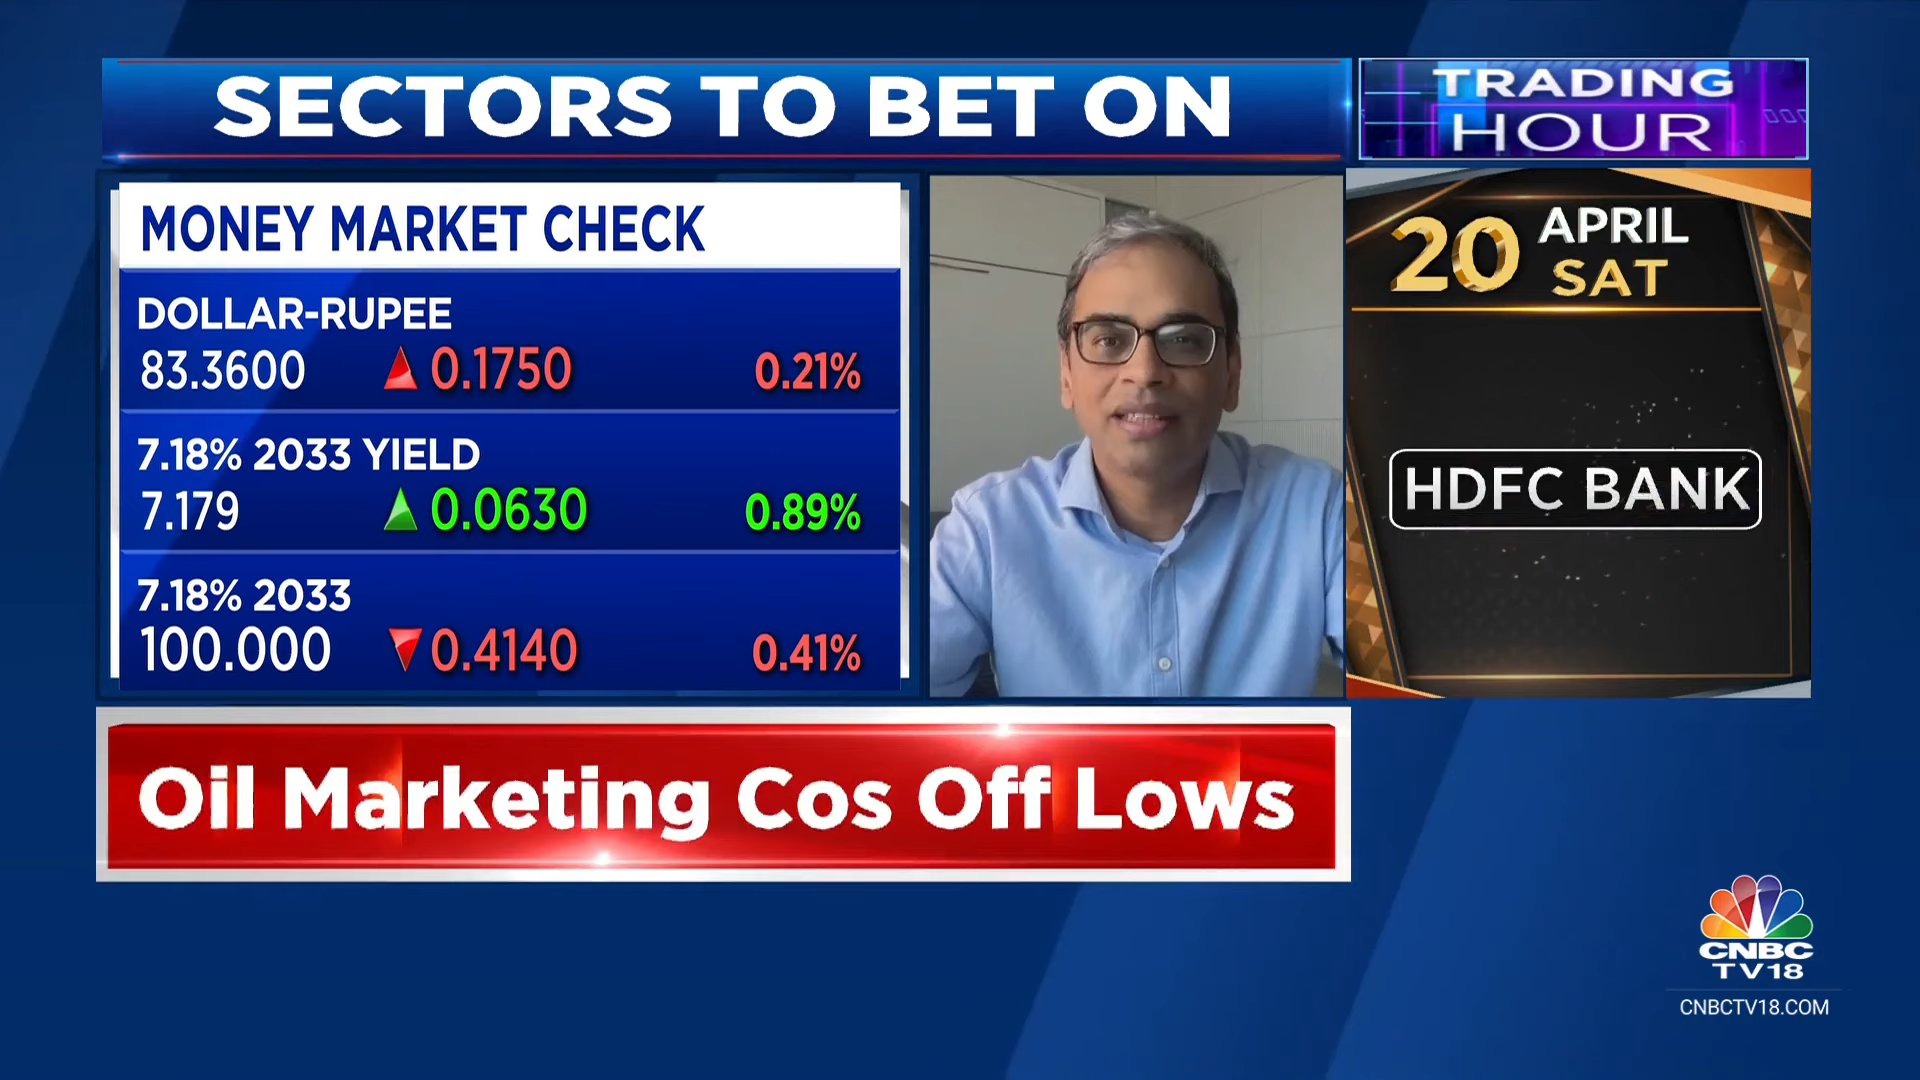 SECTORS TO BET ON
TRADING
HOUR
MONEY MARKET CHECK
DOLLAR-RUPEE
83.3600 ▲ 0.1750 0.21%
7.18% 2033 YIELD
7.179 ▲ 0.0630 0.89%
7.18% 2033
100.000 ▼ 0.4140 0.41%
20 APRIL
SAT
HDFC BANK
Oil Marketing Cos Off Lows
CNBC
TV18
CNBCTV18.COM